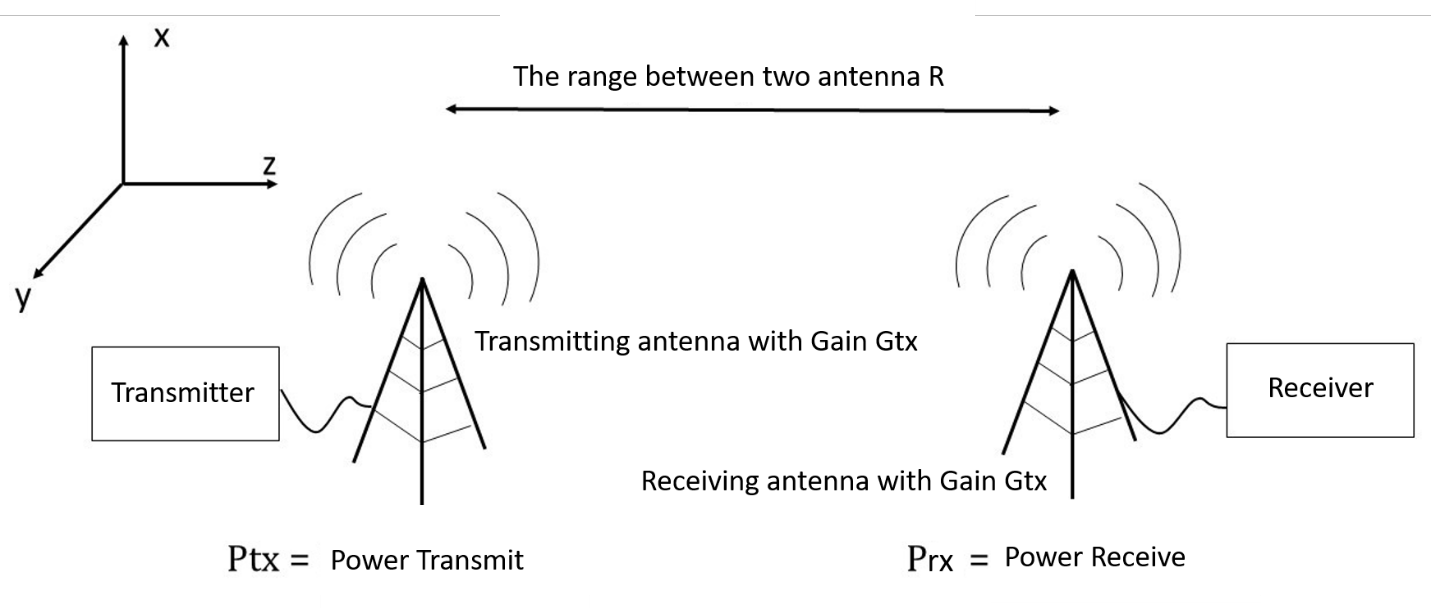 x
The range between two antenna R
z
y
Transmitting antenna with Gain Gtx
Transmitter
Receiver
Receiving antenna with Gain Gtx
Ptx = Power Transmit
Prx = Power Receive